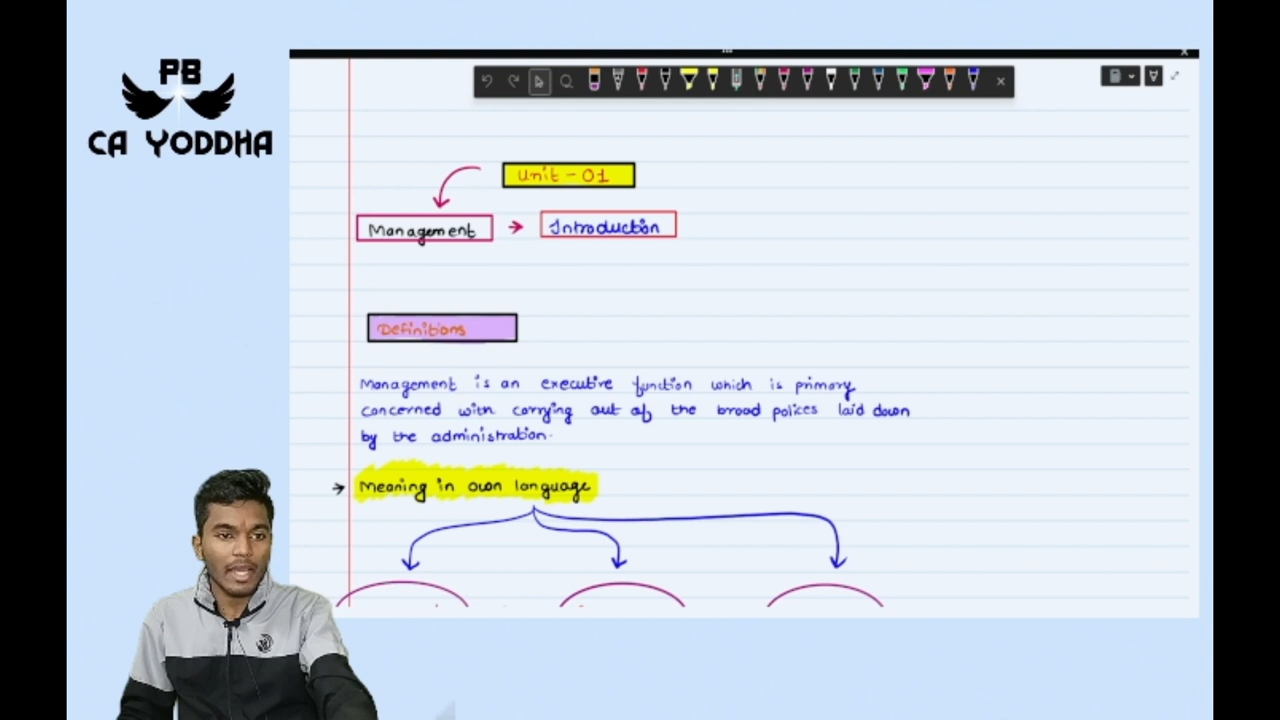 PB
CA YODDHA
Unit - 01
Management → Introduction
Definitions
Management is an executive function which is primary
concerned with carrying out of the broad polices laid down
by the administration.
→ Meaning in own language